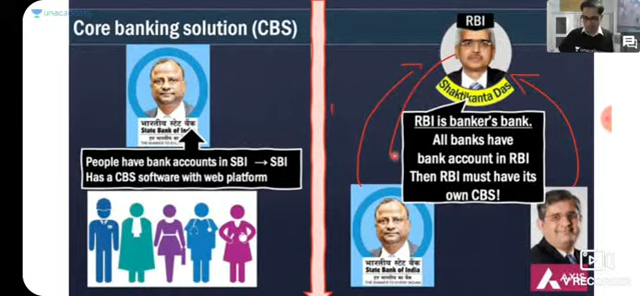 unacademy
Core banking solution (CBS)
भारतीय स्टेट बैंक
State Bank of India
People have bank accounts in SBI → SBI
Has a CBS software with web platform
RBI
Shaktikanta Das
RBI is banker's bank.
All banks have
bank account in RBI
Then RBI must have its
own CBS!
भारतीय स्टेट बैंक
State Bank of India
AXIS
V RECORDER